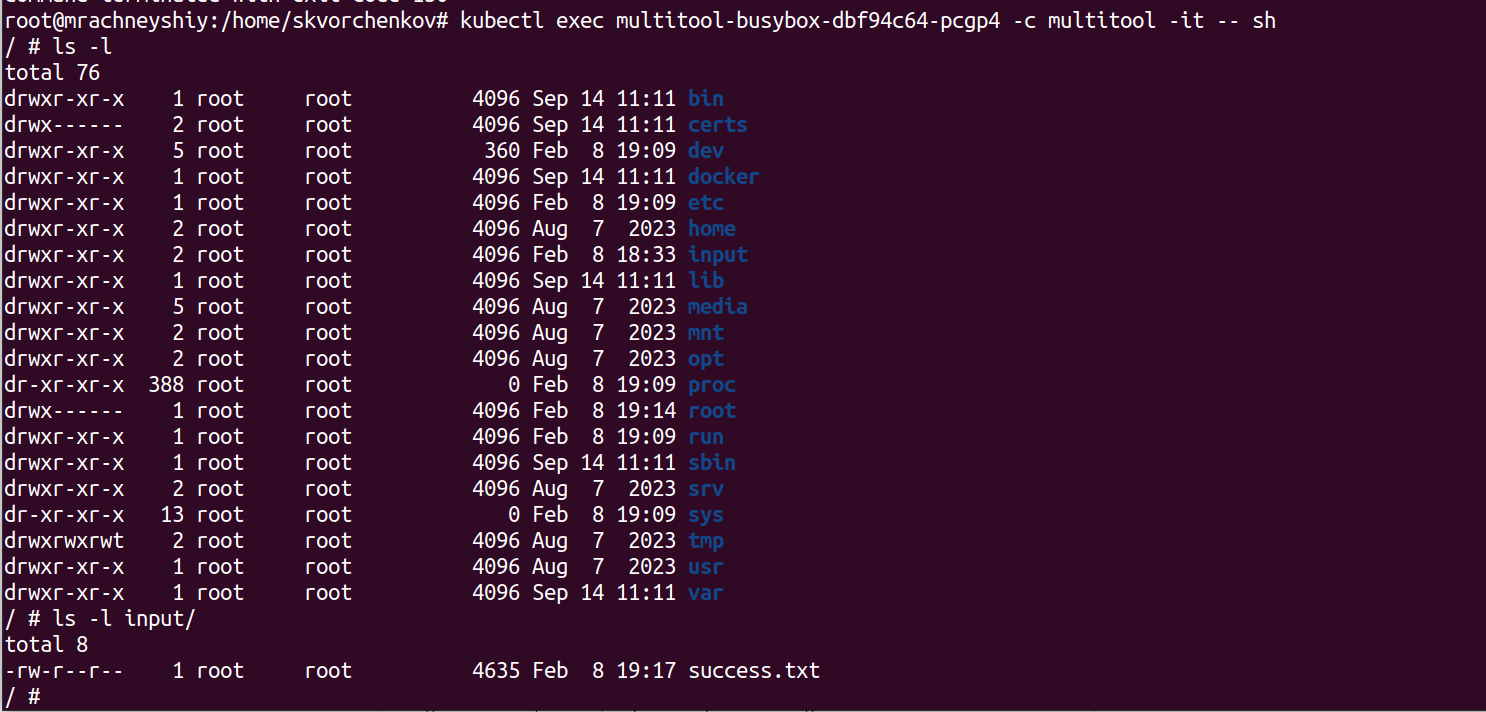 root@mrachneyshiy:/home/skvorchenkov# kubectl exec multitool-busybox-dbf94c64-pcgp4 -c multitool -it -- sh
/ # ls -l
total 76
drwxr-xr-x    1 root     root          4096 Sep 14 11:11 bin
drwx------    2 root     root          4096 Sep 14 11:11 certs
drwxr-xr-x    5 root     root           360 Feb  8 19:09 dev
drwxr-xr-x    1 root     root          4096 Sep 14 11:11 docker
drwxr-xr-x    1 root     root          4096 Feb  8 19:09 etc
drwxr-xr-x    2 root     root          4096 Aug  7  2023 home
drwxr-xr-x    2 root     root          4096 Feb  8 18:33 input
drwxr-xr-x    1 root     root          4096 Sep 14 11:11 lib
drwxr-xr-x    5 root     root          4096 Aug  7  2023 media
drwxr-xr-x    2 root     root          4096 Aug  7  2023 mnt
drwxr-xr-x    2 root     root          4096 Aug  7  2023 opt
dr-xr-xr-x  388 root     root             0 Feb  8 19:09 proc
drwx------    1 root     root          4096 Feb  8 19:14 root
drwxr-xr-x    1 root     root          4096 Feb  8 19:09 run
drwxr-xr-x    1 root     root          4096 Sep 14 11:11 sbin
drwxr-xr-x    2 root     root          4096 Aug  7  2023 srv
dr-xr-xr-x   13 root     root             0 Feb  8 19:09 sys
drwxrwxrwt    2 root     root          4096 Aug  7  2023 tmp
drwxr-xr-x    1 root     root          4096 Aug  7  2023 usr
drwxr-xr-x    1 root     root          4096 Sep 14 11:11 var
/ # ls -l input/
total 8
-rw-r--r--    1 root     root          4635 Feb  8 19:17 success.txt
/ #